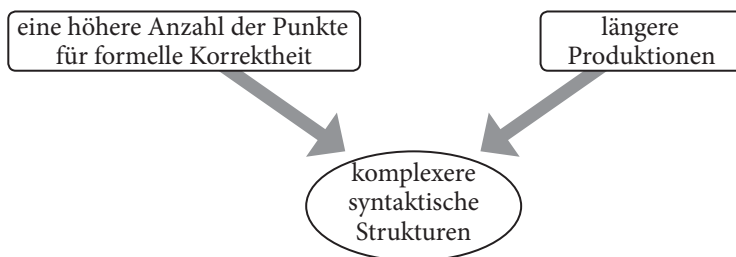 eine höhere Anzahl der Punkte
für formelle Korrektheit
längere
Produktionen
komplexere
syntaktische
Strukturen